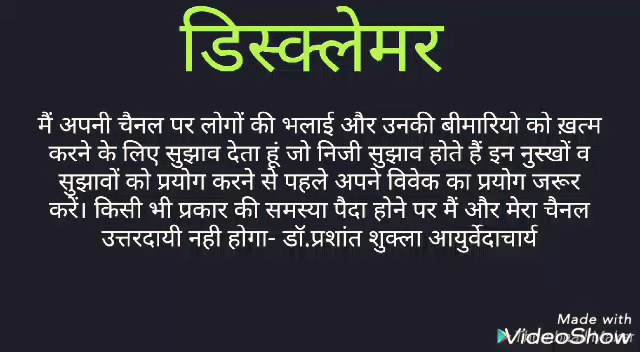 डिस्क्लेमर
मैं अपनी चैनल पर लोगों की भलाई और उनकी बीमारियो को ख़त्म
करने के लिए सुझाव देता हूं जो निजी सुझाव होते हैं इन नुस्खों व
सुझावों को प्रयोग करने से पहले अपने विवेक का प्रयोग जरूर
करें। किसी भी प्रकार की समस्या पैदा होने पर मैं और मेरा चैनल
उत्तरदायी नही होगा- डॉ.प्रशांत शुक्ला आयुर्वेदाचार्य
Made with
VideoShow